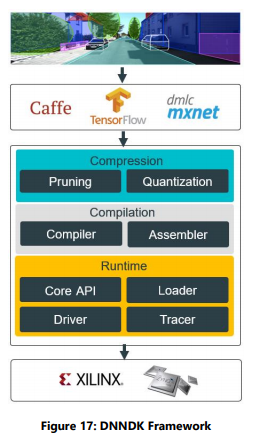 Caffe
TensorFlow
dmlc
mxnet
Compression
Pruning Quantization
Compilation
Compiler Assembler
Runtime
Core API Loader
Driver Tracer
XILINX
Figure 17: DNNDK Framework